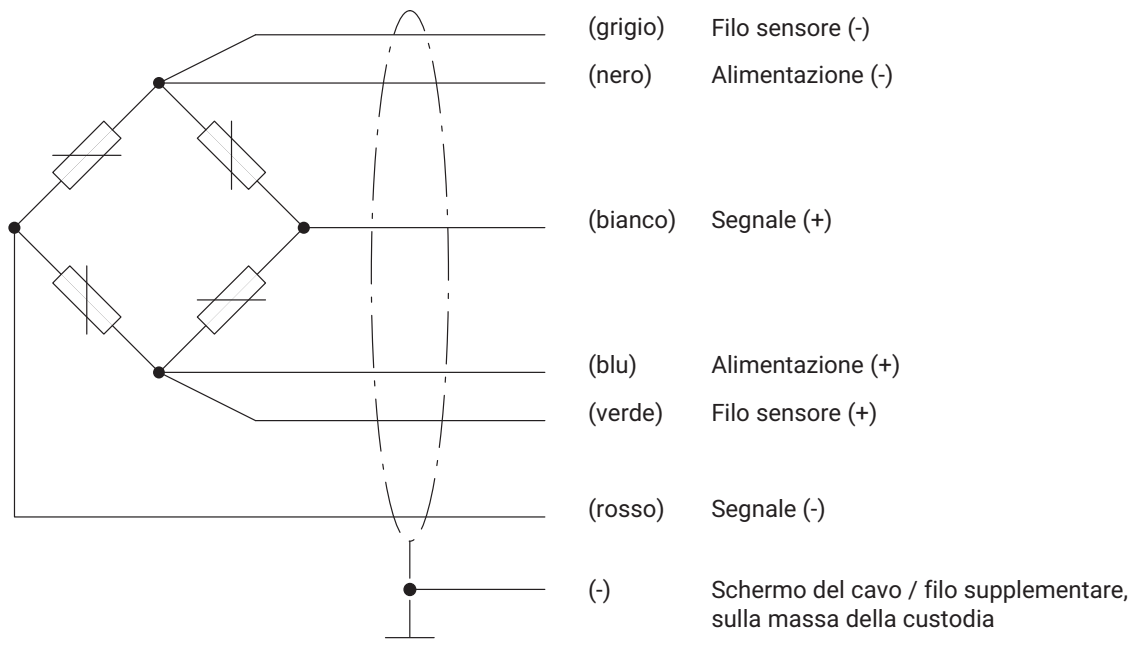 (grigio) Filo sensore (-)
(nero) Alimentazione (-)
(bianco) Segnale (+)
(blu) Alimentazione (+)
(verde) Filo sensore (+)
(rosso) Segnale (-)
(-) Schermo del cavo / filo supplementare,
sulla massa della custodia